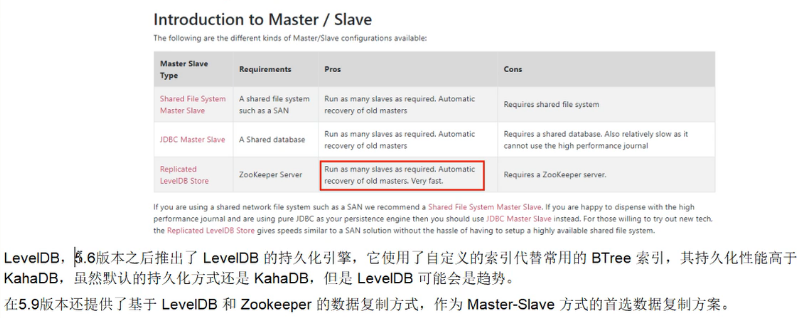 Introduction to Master / Slave
The following are the different kinds of Master/Slave configurations available:
Master Slave Type Requirements Pros Cons
Shared File System Master Slave A shared file system such as a SAN Run as many slaves as required. Automatic recovery of old masters Requires shared file system
JDBC Master Slave A Shared database Run as many slaves as required. Automatic recovery of old masters Requires a shared database. Also relatively slow as it cannot use the high performance journal
Replicated LevelDB Store ZooKeeper Server Run as many slaves as required. Automatic recovery of old masters. Very fast. Requires a ZooKeeper server.
If you are using a shared network file system such as a SAN we recommend a Shared File System Master Slave. If you are happy to dispense with the high
performance journal and are using pure JDBC as your persistence engine then you should use JDBC Master Slave instead. For those willing to try out new tech.
the Replicated LevelDB Store gives speeds similar to a SAN solution without the hassle of having to setup a highly available shared file system.
LevelDB，5.6版本之后推出了 LevelDB 的持久化引擎，它使用了自定义的索引代替常用的 BTree 索引，其持久化性能高于
KahaDB，虽然默认的持久化方式还是 KahaDB，但是 LevelDB 可能会是趋势。
在5.9版本还提供了基于 LevelDB 和 Zookeeper 的数据复制方式，作为 Master-Slave 方式的首选数据复制方案。